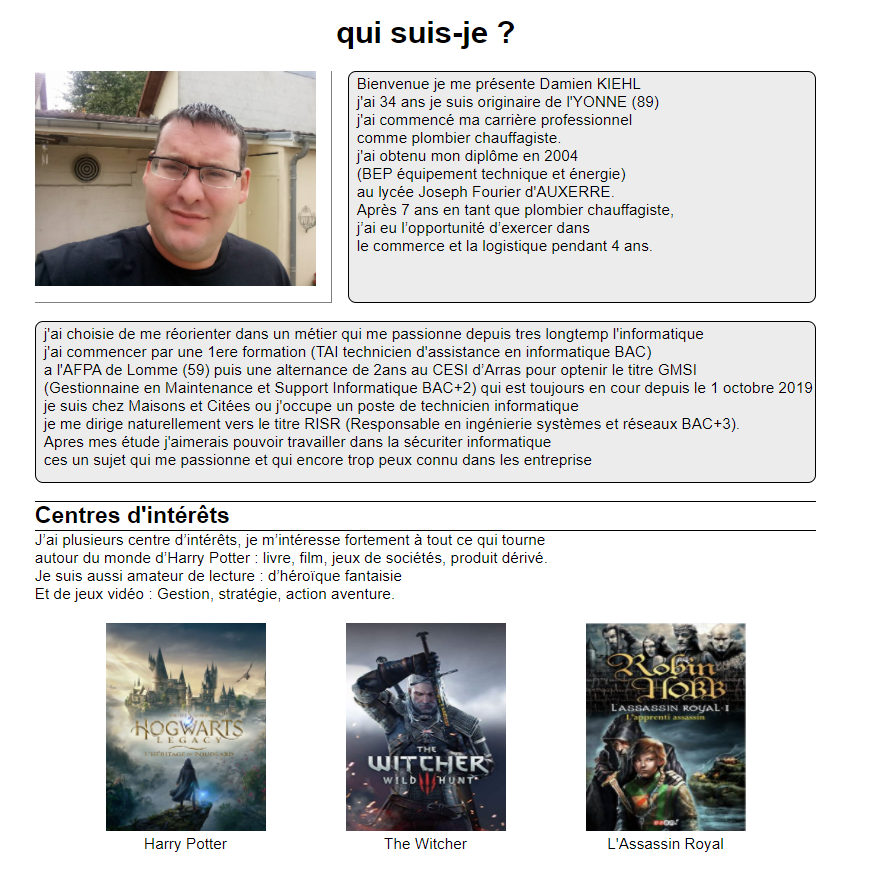 qui suis-je ?
Bienvenue je me présente Damien KIEHL
j'ai 34 ans je suis originaire de l'YONNE (89)
j'ai commencé ma carrière professionnel
comme plombier chauffagiste.
j'ai obtenu mon diplôme en 2004
(BEP équipement technique et énergie)
au lycée Joseph Fourier d'AUXERRE.
Après 7 ans en tant que plombier chauffagiste,
j’ai eu l’opportunité d’exercer dans
le commerce et la logistique pendant 4 ans.
j'ai choisie de me réorienter dans un métier qui me passionne depuis tres longtemp l'informatique
j'ai commencer par une 1ere formation (TAI technicien d'assistance en informatique BAC)
a l'AFPA de Lomme (59) puis une alternance de 2ans au CESI d’Arras pour optenir le titre GMSI
(Gestionnaire en Maintenance et Support Informatique BAC+2) qui est toujours en cour depuis le 1 octobre 2019
je suis chez Maisons et Citées ou j'occupe un poste de technicien informatique
je me dirige naturellement vers le titre RISR (Responsable en ingénierie systèmes et réseaux BAC+3).
Apres mes étude j'aimerais pouvoir travailler dans la sécuriter informatique
ces un sujet qui me passionne et qui encore trop peux connu dans les entreprise
Centres d'intérêts
J’ai plusieurs centre d’intérêts, je m’intéresse fortement à tout ce qui tourne
autour du monde d’Harry Potter : livre, film, jeux de sociétés, produit dérivé.
Je suis aussi amateur de lecture : d’héroïque fantaisie
Et de jeux vidéo : Gestion, stratégie, action aventure.
HOGWARTS
LEGACY
L'HÉRITAGE DE POUDLARD
THE
WITCHER
WILD HUNT
Robin
HOBB
L'ASSASSIN ROYAL·1
L'apprenti assassin
Harry Potter
The Witcher
L'Assassin Royal